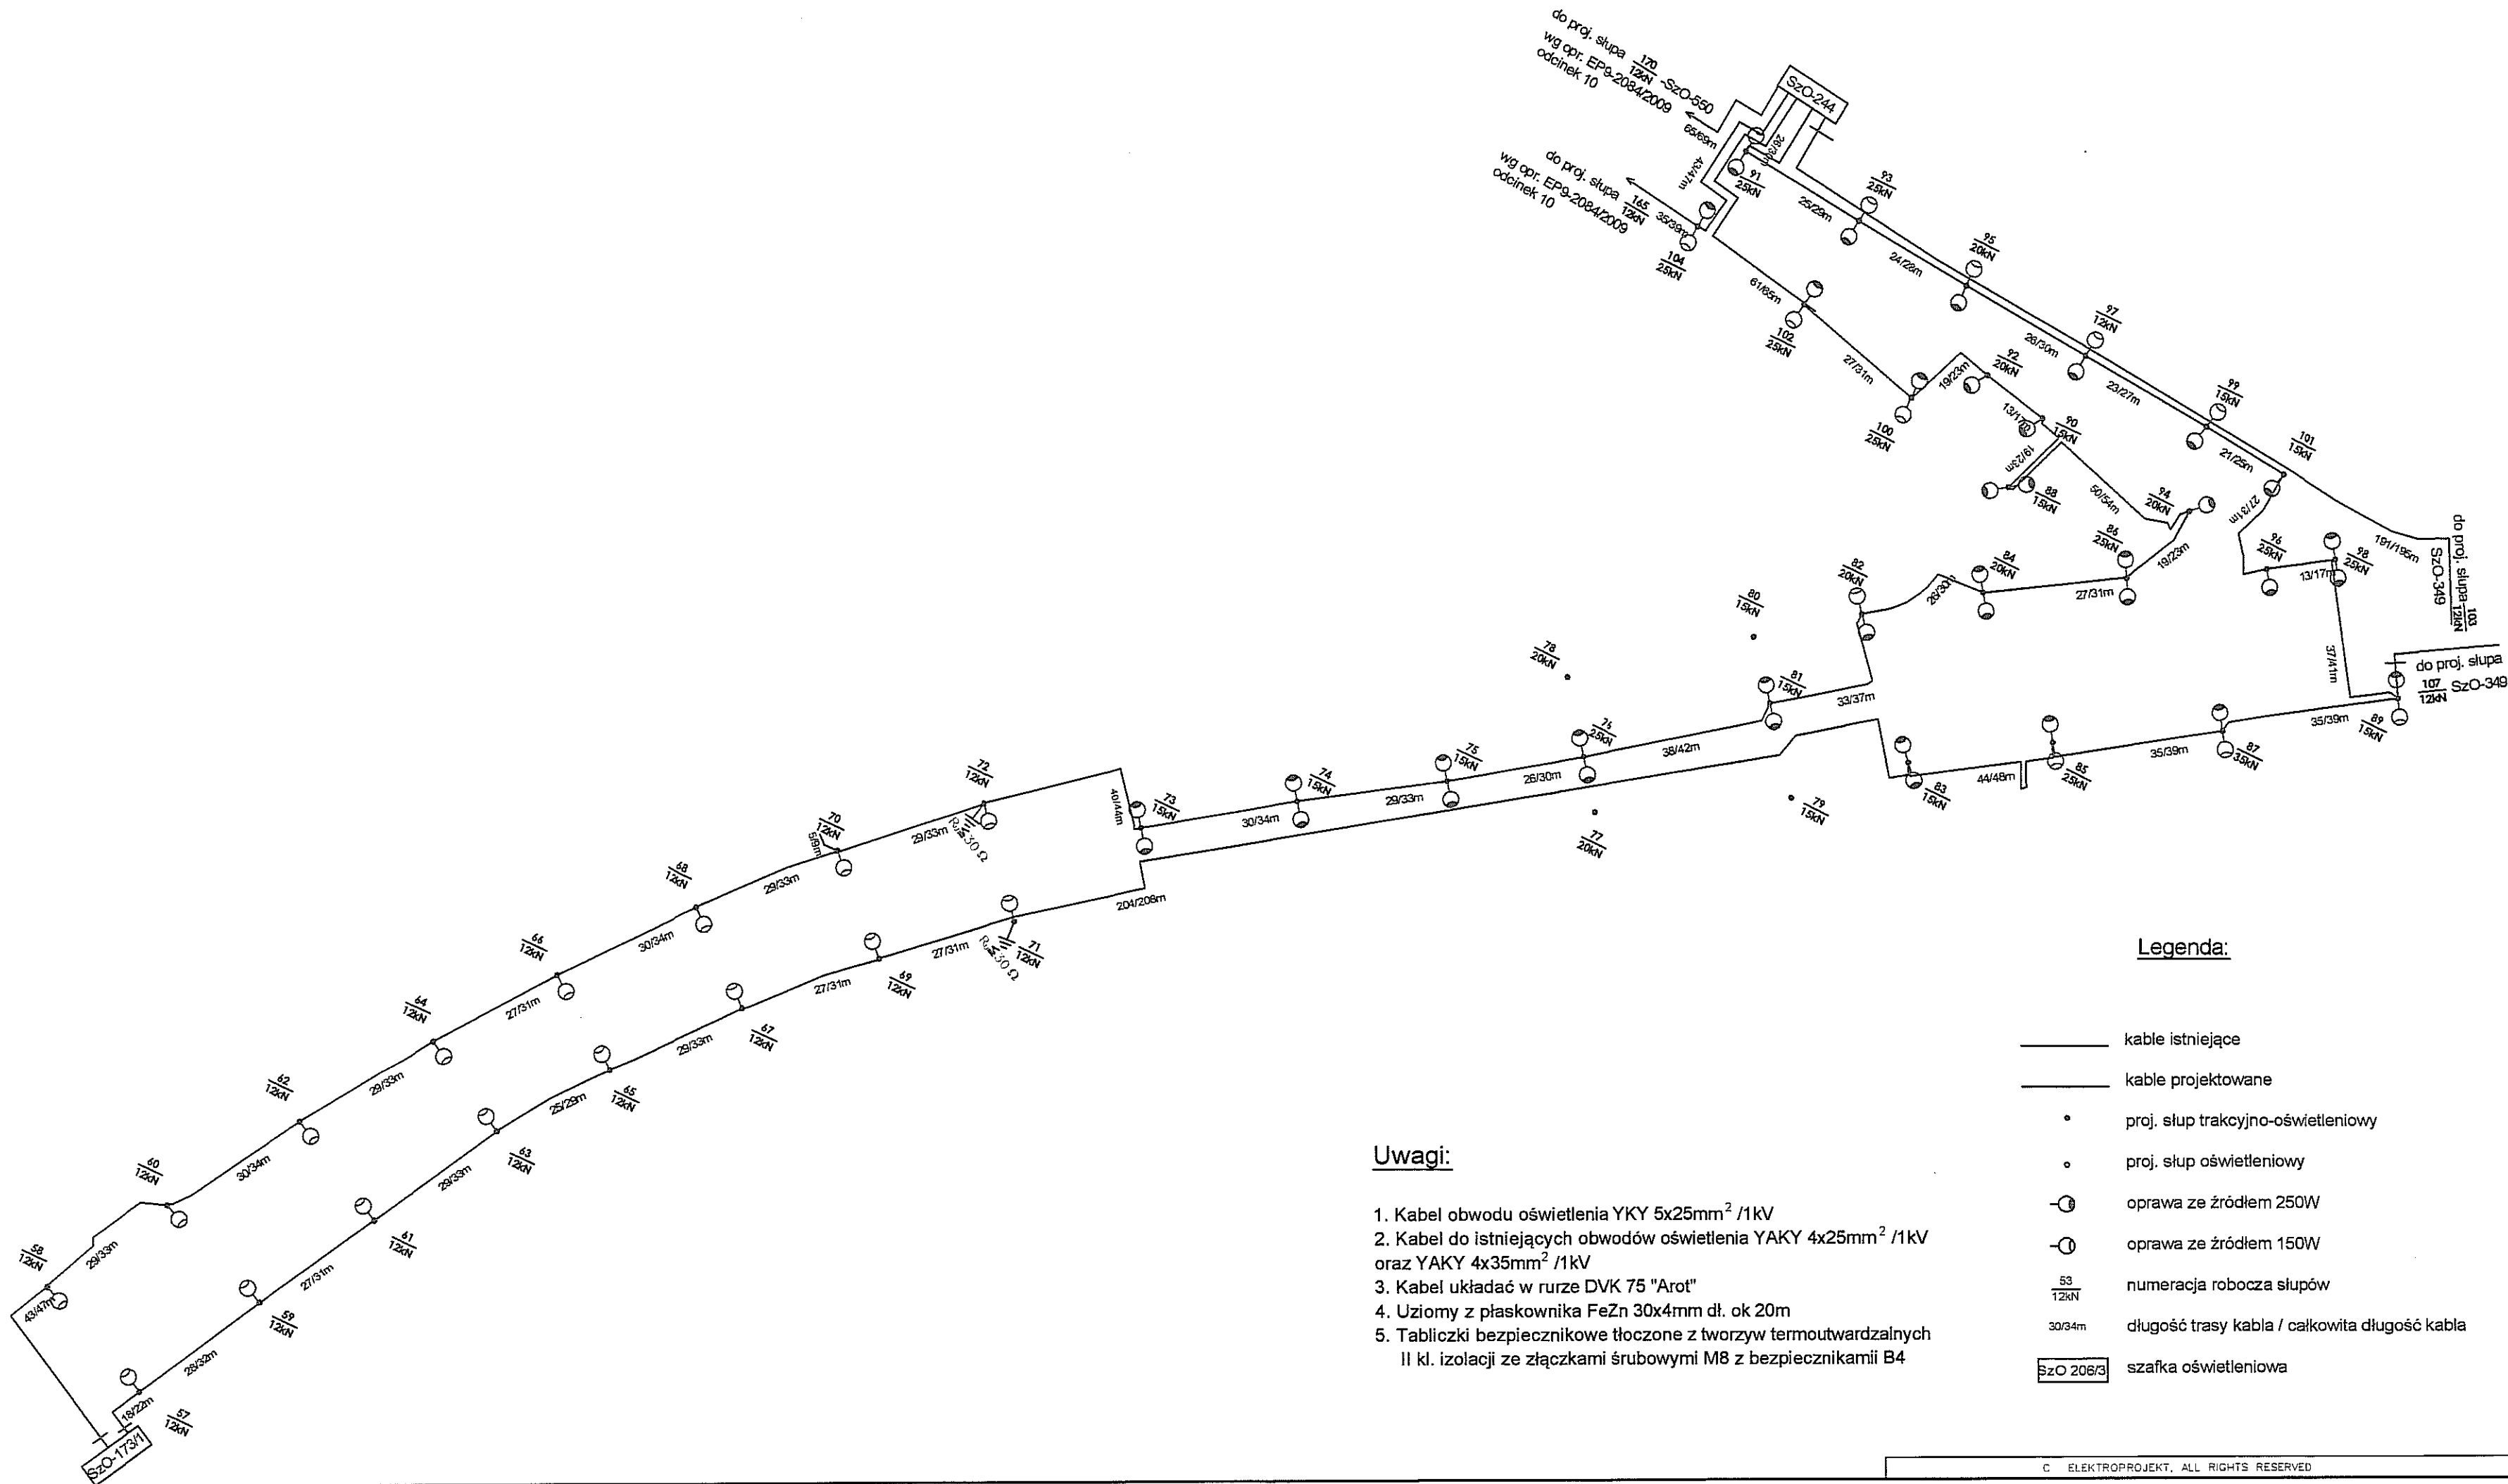 do proj. słupa 170/12kN -SzO-550
wg opr. EP9-2084/2009
odcinek 10
SzO-244
65/69m
43/47m
26/30m
do proj. słupa 165/12kN
wg opr. EP9-2084/2009
odcinek 10
35/39m
91
25kN
93
25kN
25/29m
104
25kN
24/28m
95
20kN
61/65m
102
25kN
26/30m
97
12kN
27/31m
92
20kN
19/23m
23/27m
99
15kN
100
25kN
13/17m
90
15kN
21/25m
101
15kN
19/23m
88
15kN
50/54m
94
20kN
27/31m
191/195m
do proj. słupa 103/12kN
SzO-349
86
25kN
19/23m
96
25kN
98
25kN
13/17m
82
20kN
84
20kN
26/30m
27/31m
80
15kN
78
20kN
37/41m
do proj. słupa
107/12kN SzO-349
81
15kN
33/37m
89
15kN
35/39m
76
25kN
38/42m
87
35kN
35/39m
85
25kN
44/48m
83
15kN
79
15kN
77
20kN
75
15kN
26/30m
74
15kN
29/33m
73
15kN
30/34m
40/44m
72
12kN
29/33m
70
12kN
5/9m
204/208m
68
12kN
29/33m
71
12kN
27/31m
66
12kN
30/34m
69
12kN
27/31m
64
12kN
27/31m
67
12kN
29/33m
62
12kN
29/33m
65
12kN
25/29m
60
12kN
30/34m
63
12kN
29/33m
58
12kN
29/33m
61
12kN
27/31m
43/47m
59
12kN
28/32m
57
12kN
18/22m
SzO-173/1
Uwagi:
1. Kabel obwodu oświetlenia YKY 5x25mm² /1kV
2. Kabel do istniejących obwodów oświetlenia YAKY 4x25mm² /1kV
oraz YAKY 4x35mm² /1kV
3. Kabel układać w rurze DVK 75 "Arot"
4. Uziomy z płaskownika FeZn 30x4mm dł. ok 20m
5. Tabliczki bezpiecznikowe tłoczone z tworzyw termoutwardzalnych
II kl. izolacji ze złączkami śrubowymi M8 z bezpiecznikamii B4
Legenda:
kable istniejące
kable projektowane
proj. słup trakcyjno-oświetleniowy
proj. słup oświetleniowy
oprawa ze źródłem 250W
oprawa ze źródłem 150W
53
12kN
numeracja robocza słupów
30/34m długość trasy kabla / całkowita długość kabla
SzO 206/3 szafka oświetleniowa
C ELEKTROPROJEKT, ALL RIGHTS RESERVED